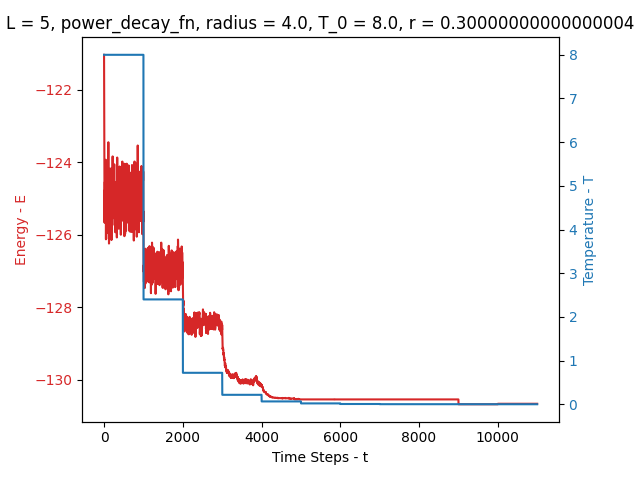 L = 5, power_decay_fn, radius = 4.0, T_0 = 8.0, r = 0.30000000000000004
−122
−124
−126
−128
−130
Energy - E
8
7
6
5
4
3
2
1
0
Temperature - T
0 2000 4000 6000 8000 10000
Time Steps - t